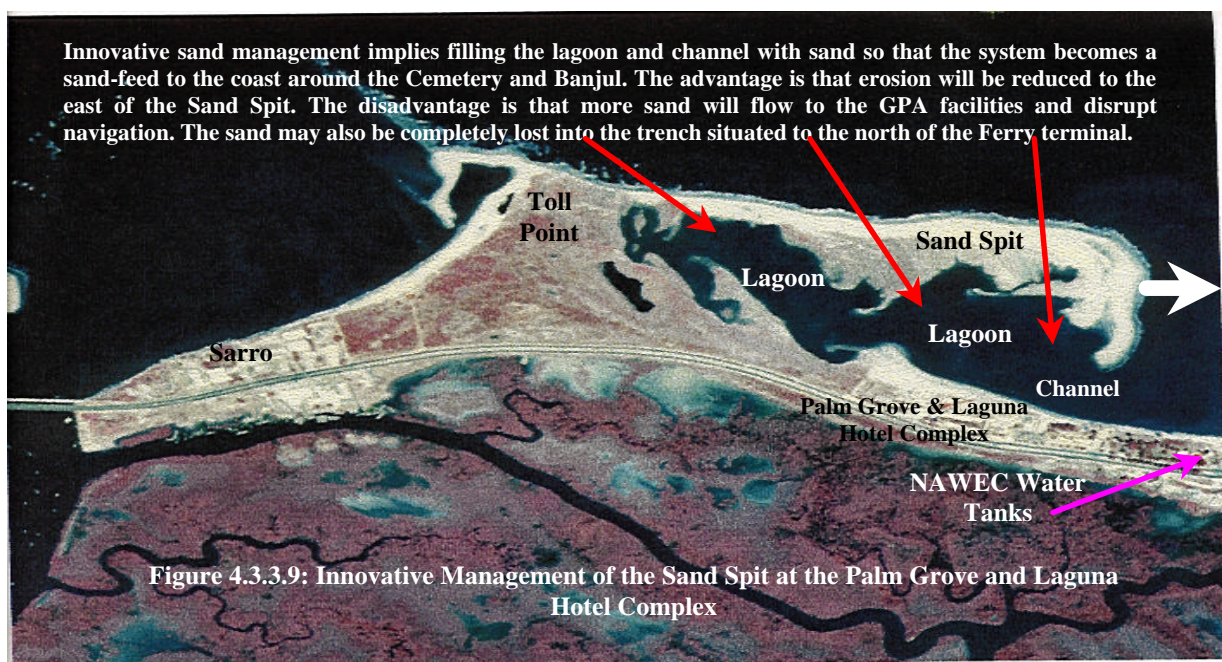 Innovative sand management implies filling the lagoon and channel with sand so that the system becomes a
sand-feed to the coast around the Cemetery and Banjul. The advantage is that erosion will be reduced to the
east of the Sand Spit. The disadvantage is that more sand will flow to the GPA facilities and disrupt
navigation. The sand may also be completely lost into the trench situated to the north of the Ferry terminal.
Toll
Point
Sand Spit
Lagoon
Lagoon
Sarro
Channel
Palm Grove & Laguna
Hotel Complex
NAWEC Water
Tanks
Figure 4.3.3.9: Innovative Management of the Sand Spit at the Palm Grove and Laguna
Hotel Complex